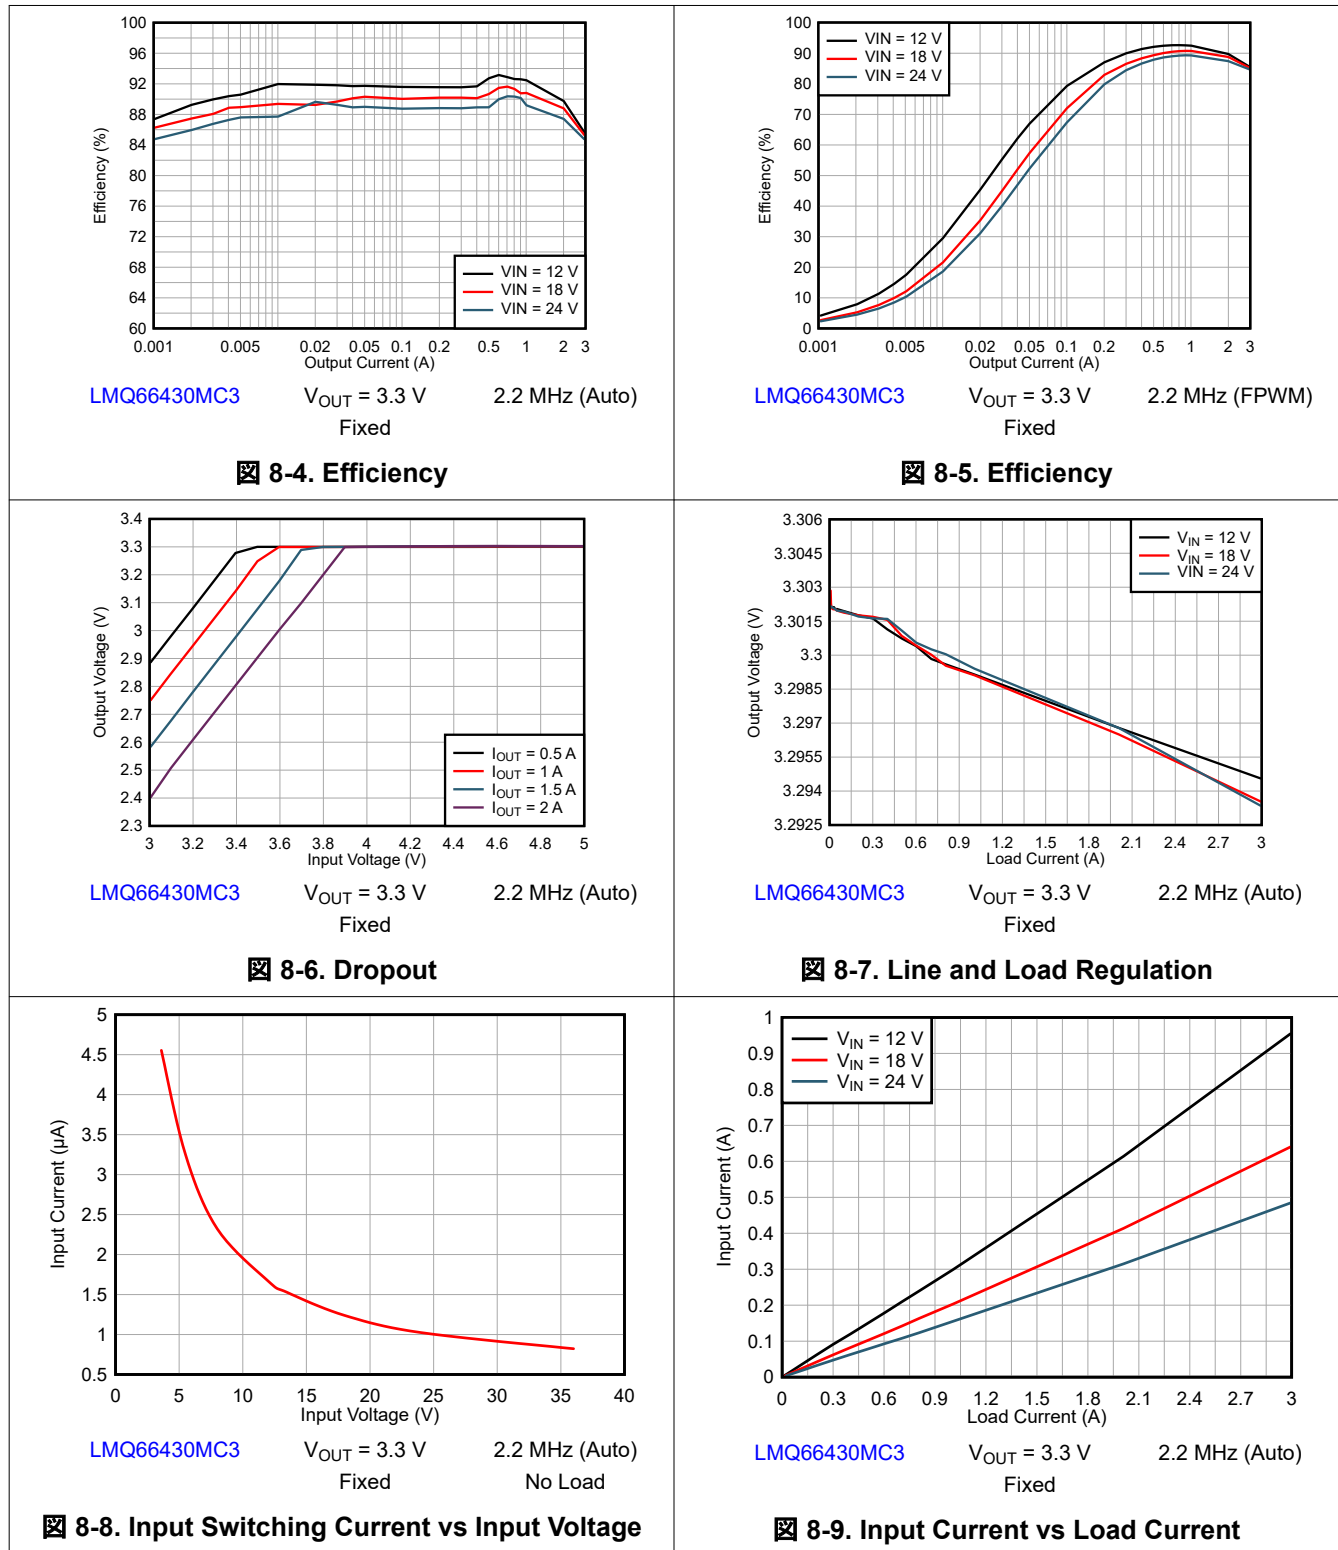 100
96
92
88
84
80
76
72
68
64
60
Efficiency (%)
VIN = 12 V
VIN = 18 V
VIN = 24 V
0.001 0.005 0.02 0.05 0.1 0.2 0.5 1 2 3
Output Current (A)
LMQ66430MC3 VOUT = 3.3 V 2.2 MHz (Auto)
Fixed
図 8-4. Efficiency
100
90
80
70
60
50
40
30
20
10
0
Efficiency (%)
VIN = 12 V
VIN = 18 V
VIN = 24 V
0.001 0.005 0.02 0.05 0.1 0.2 0.5 1 2 3
Output Current (A)
LMQ66430MC3 VOUT = 3.3 V 2.2 MHz (FPWM)
Fixed
図 8-5. Efficiency
3.4
3.3
3.2
3.1
3
2.9
2.8
2.7
2.6
2.5
2.4
2.3
Output Voltage (V)
IOUT = 0.5 A
IOUT = 1 A
IOUT = 1.5 A
IOUT = 2 A
3 3.2 3.4 3.6 3.8 4 4.2 4.4 4.6 4.8 5
Input Voltage (V)
LMQ66430MC3 VOUT = 3.3 V 2.2 MHz (Auto)
Fixed
図 8-6. Dropout
3.306
3.3045
3.303
3.3015
3.3
3.2985
3.297
3.2955
3.294
3.2925
Output Voltage (V)
VIN = 12 V
VIN = 18 V
VIN = 24 V
0 0.3 0.6 0.9 1.2 1.5 1.8 2.1 2.4 2.7 3
Load Current (A)
LMQ66430MC3 VOUT = 3.3 V 2.2 MHz (Auto)
Fixed
図 8-7. Line and Load Regulation
5
4.5
4
3.5
3
2.5
2
1.5
1
0.5
Input Current (µA)
0 5 10 15 20 25 30 35 40
Input Voltage (V)
LMQ66430MC3 VOUT = 3.3 V 2.2 MHz (Auto)
Fixed No Load
図 8-8. Input Switching Current vs Input Voltage
1
0.9
0.8
0.7
0.6
0.5
0.4
0.3
0.2
0.1
0
Input Current (A)
VIN = 12 V
VIN = 18 V
VIN = 24 V
0 0.3 0.6 0.9 1.2 1.5 1.8 2.1 2.4 2.7 3
Load Current (A)
LMQ66430MC3 VOUT = 3.3 V 2.2 MHz (Auto)
Fixed
図 8-9. Input Current vs Load Current